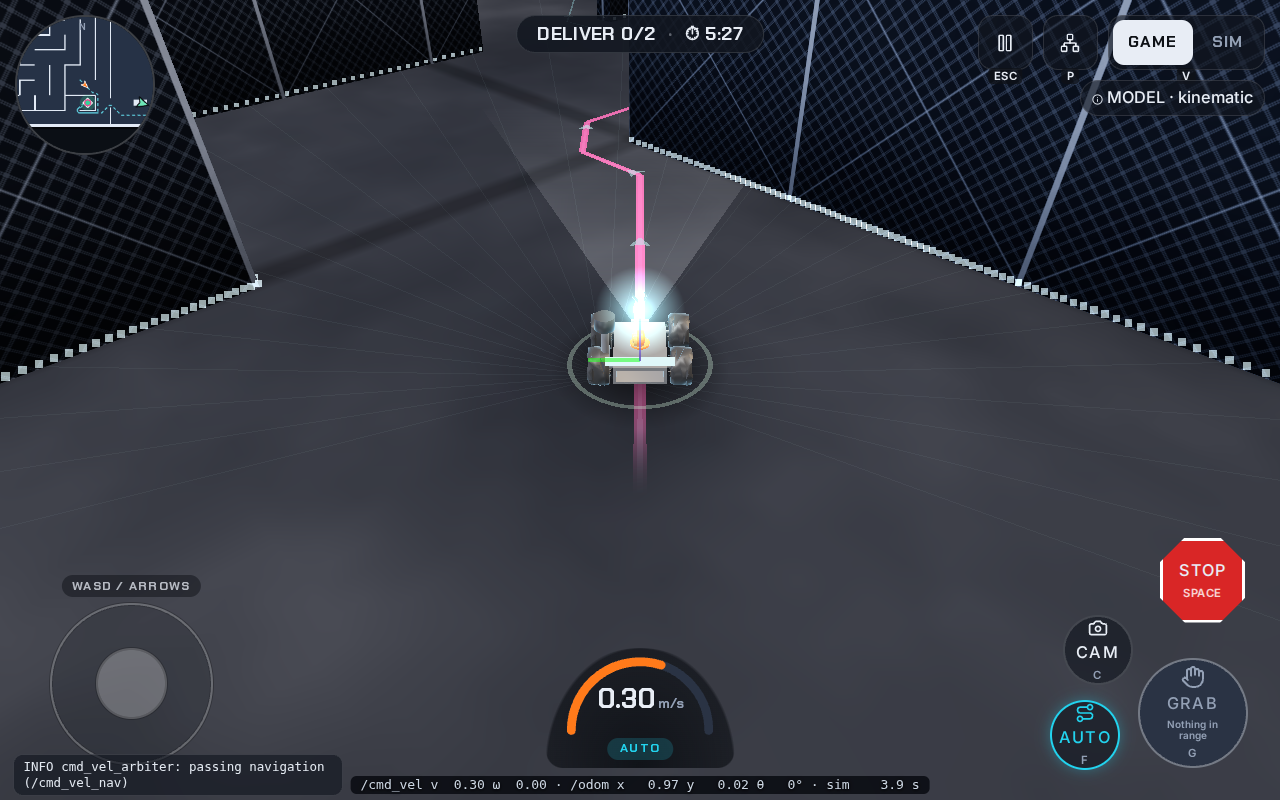 N
DELIVER 0/2 · ⏱ 5:27
ESC
P
GAME
SIM
V
MODEL · kinematic
WASD / ARROWS
STOP
SPACE
CAM
C
GRAB
Nothing in
range
G
AUTO
F
0.30 m/s
AUTO
INFO cmd_vel_arbiter: passing navigation
(/cmd_vel_nav)
/cmd_vel v 0.30 ω 0.00 · /odom x 0.97 y 0.02 θ 0° · sim 3.9 s